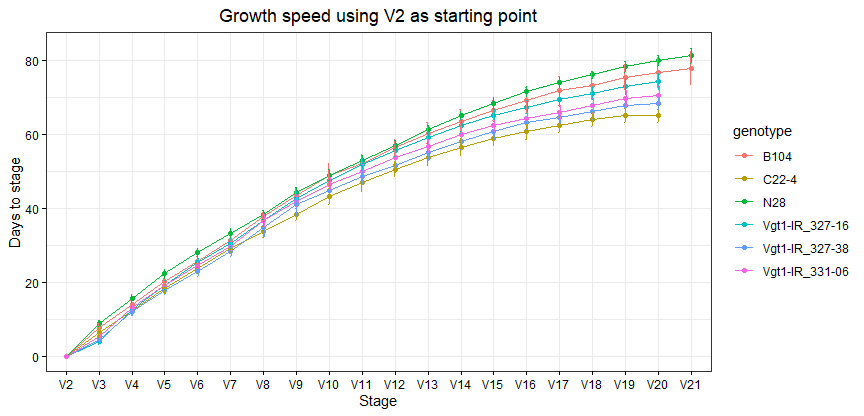 Growth speed using V2 as starting point
Days to stage
80
60
40
20
0
V2 V3 V4 V5 V6 V7 V8 V9 V10 V11 V12 V13 V14 V15 V16 V17 V18 V19 V20 V21
Stage
genotype
B104
C22-4
N28
Vgt1-IR_327-16
Vgt1-IR_327-38
Vgt1-IR_331-06